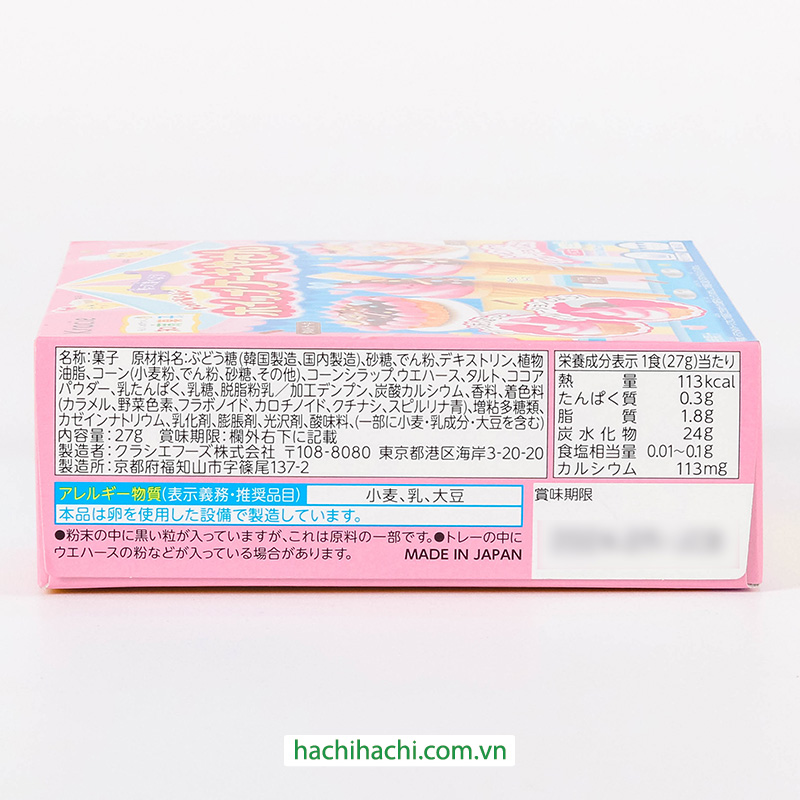 Kracie
名称:菓子 原材料名:ぶどう糖(韓国製造、国内製造)、砂糖、でん粉、デキストリン、植物
油脂、コーン(小麦粉、でん粉、砂糖、その他)、コーンシラップ、ウエハース、タルト、ココア
パウダー、乳たんぱく、乳糖、脱脂粉乳／加工デンプン、炭酸カルシウム、香料、着色料
(カラメル、野菜色素、フラボノイド、カロチノイド、クチナシ、スピルリナ青)、増粘多糖類、
カゼインナトリウム、乳化剤、膨脹剤、光沢剤、酸味料、(一部に小麦・乳成分・大豆を含む)
内容量:27g 賞味期限:欄外右下に記載
製造者:クラシエフーズ株式会社 〒108-8080 東京都港区海岸3-20-20
製造所:京都府福知山市字篠尾137-2
栄養成分表示 1食(27g)当たり
熱量 113kcal
たんぱく質 0.3g
脂質 1.8g
炭水化物 24g
食塩相当量 0.01~0.1g
カルシウム 113mg
アレルギー物質(表示義務・推奨品目) 小麦、乳、大豆
本品は卵を使用した設備で製造しています。
●粉末の中に黒い粒が入っていますが、これは原料の一部です。●トレーの中に
ウエハースの粉などが入っている場合があります。 MADE IN JAPAN
賞味期限
hachihachi.com.vn